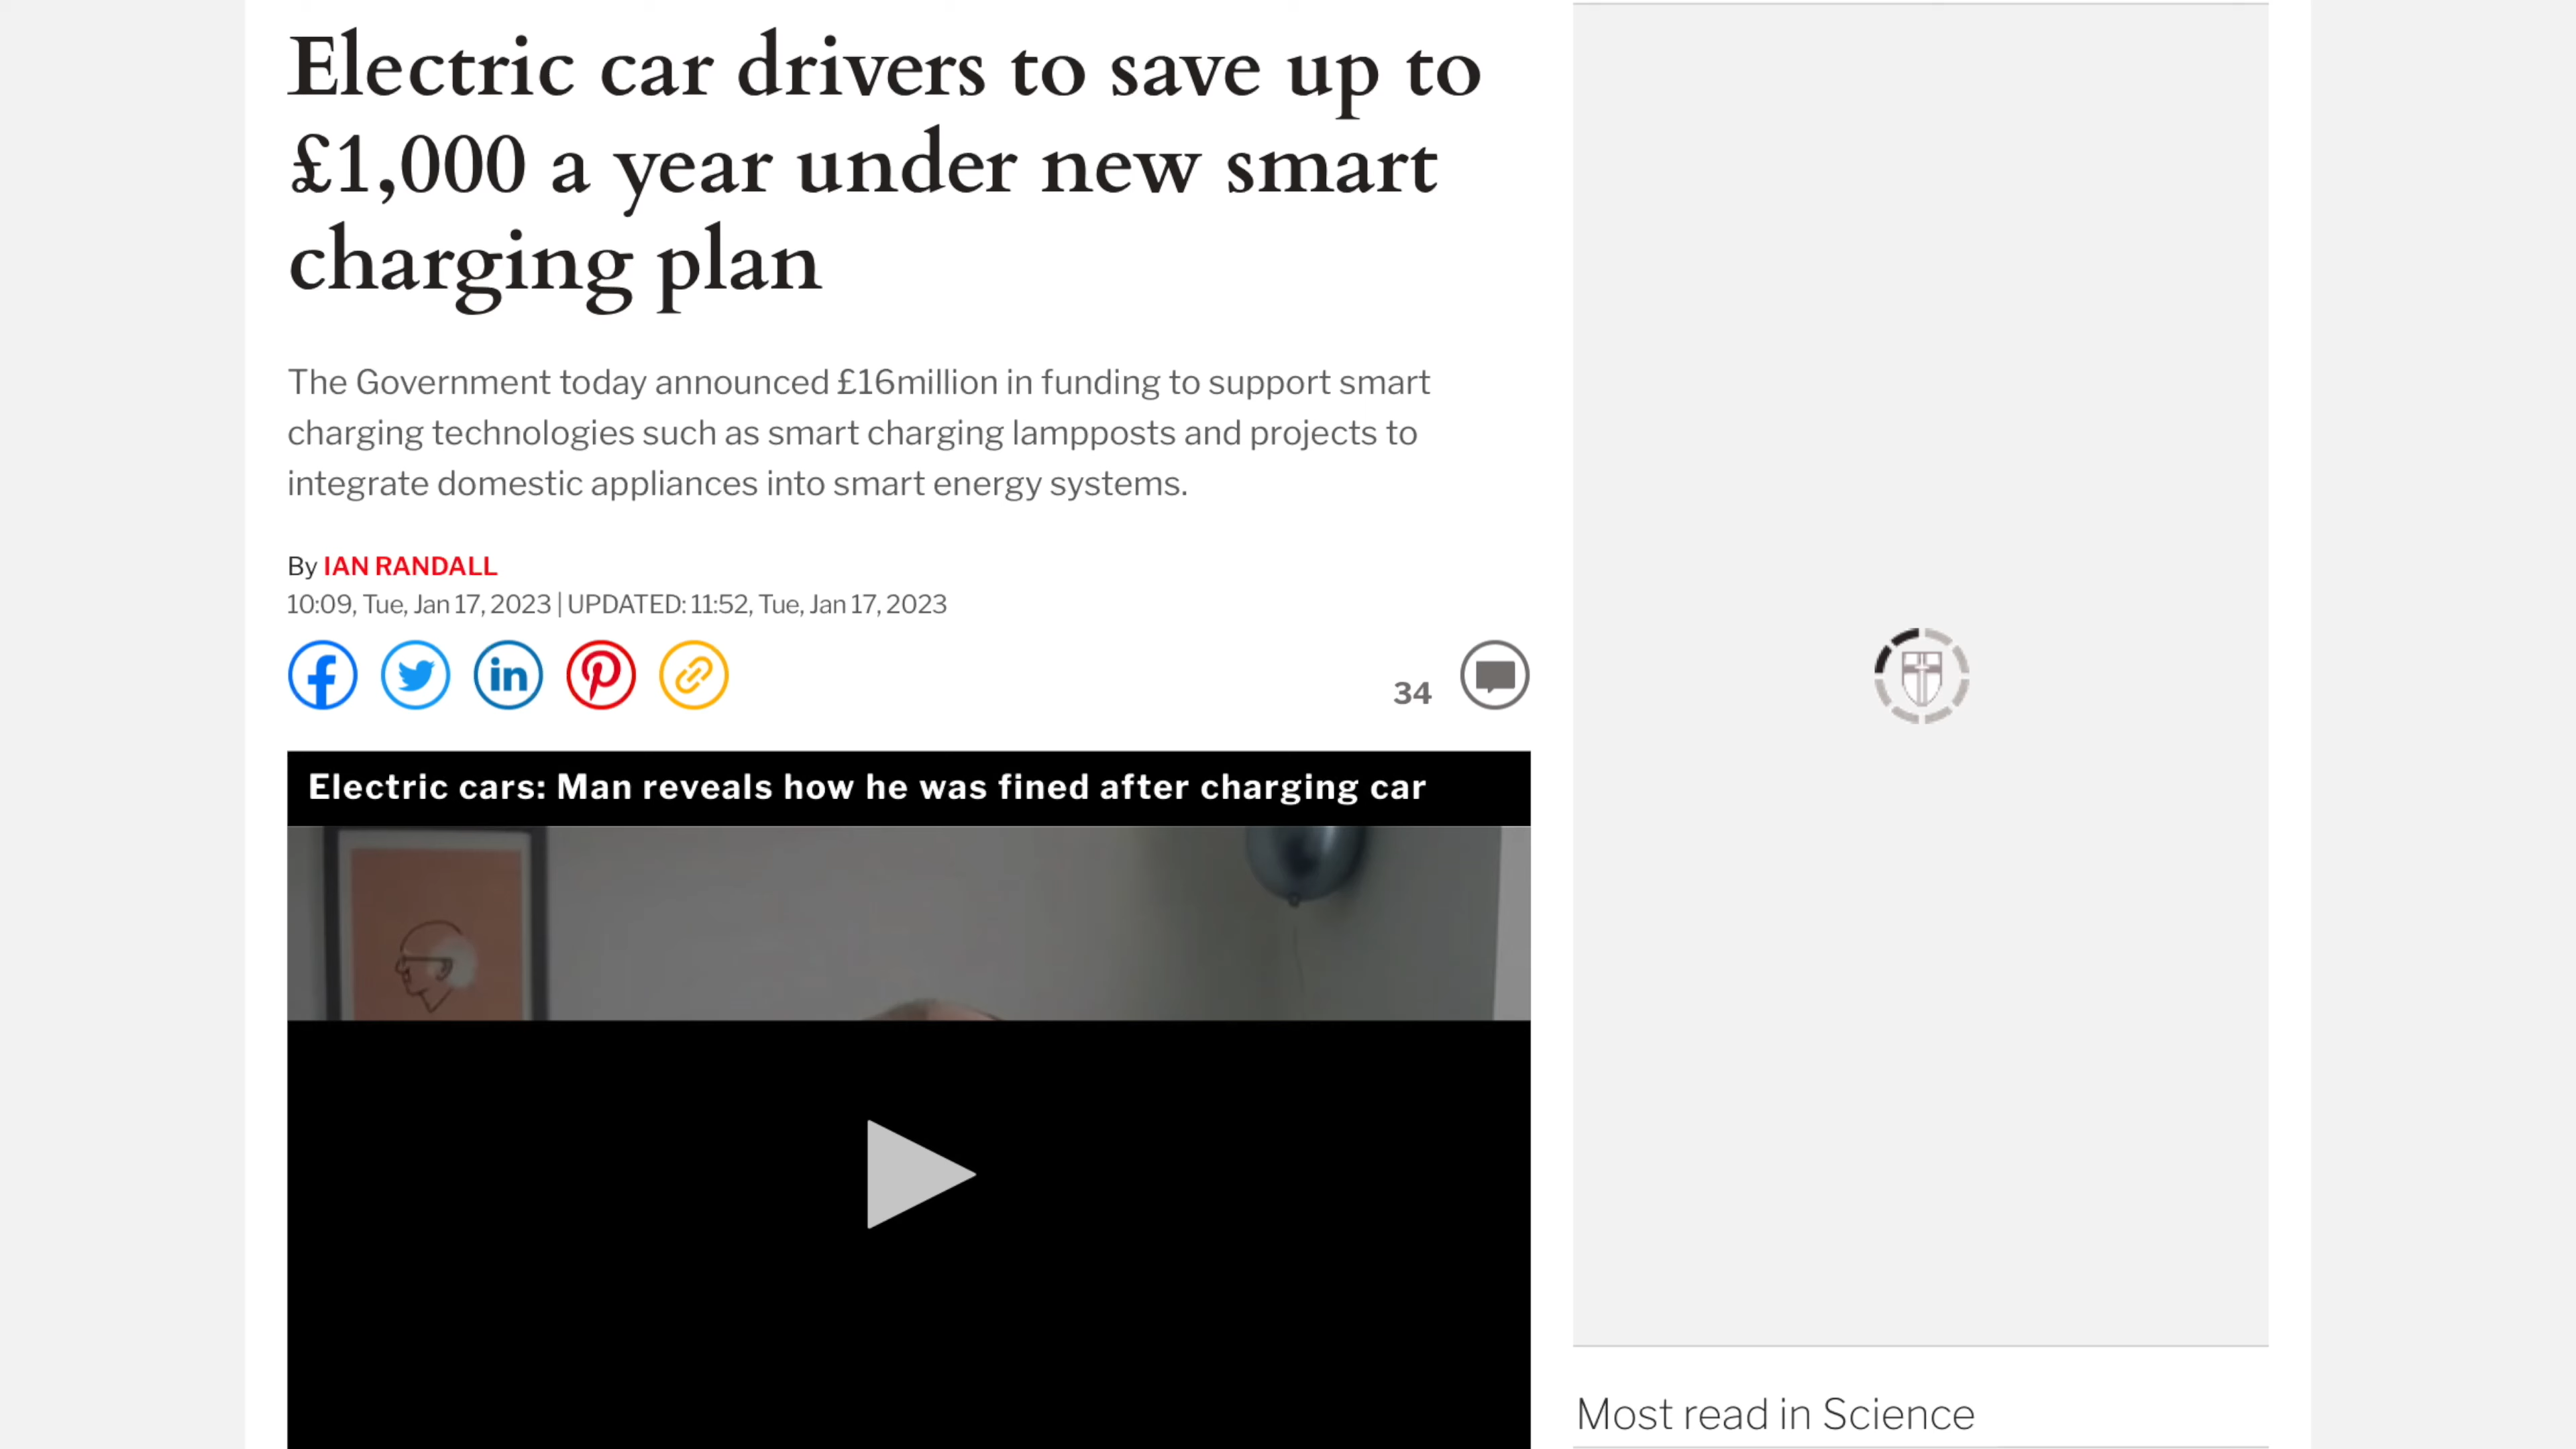 Electric car drivers to save up to
£1,000 a year under new smart
charging plan
The Government today announced £16million in funding to support smart
charging technologies such as smart charging lampposts and projects to
integrate domestic appliances into smart energy systems.
By IAN RANDALL
10:09, Tue, Jan 17, 2023 | UPDATED: 11:52, Tue, Jan 17, 2023
34
Electric cars: Man reveals how he was fined after charging car
Most read in Science